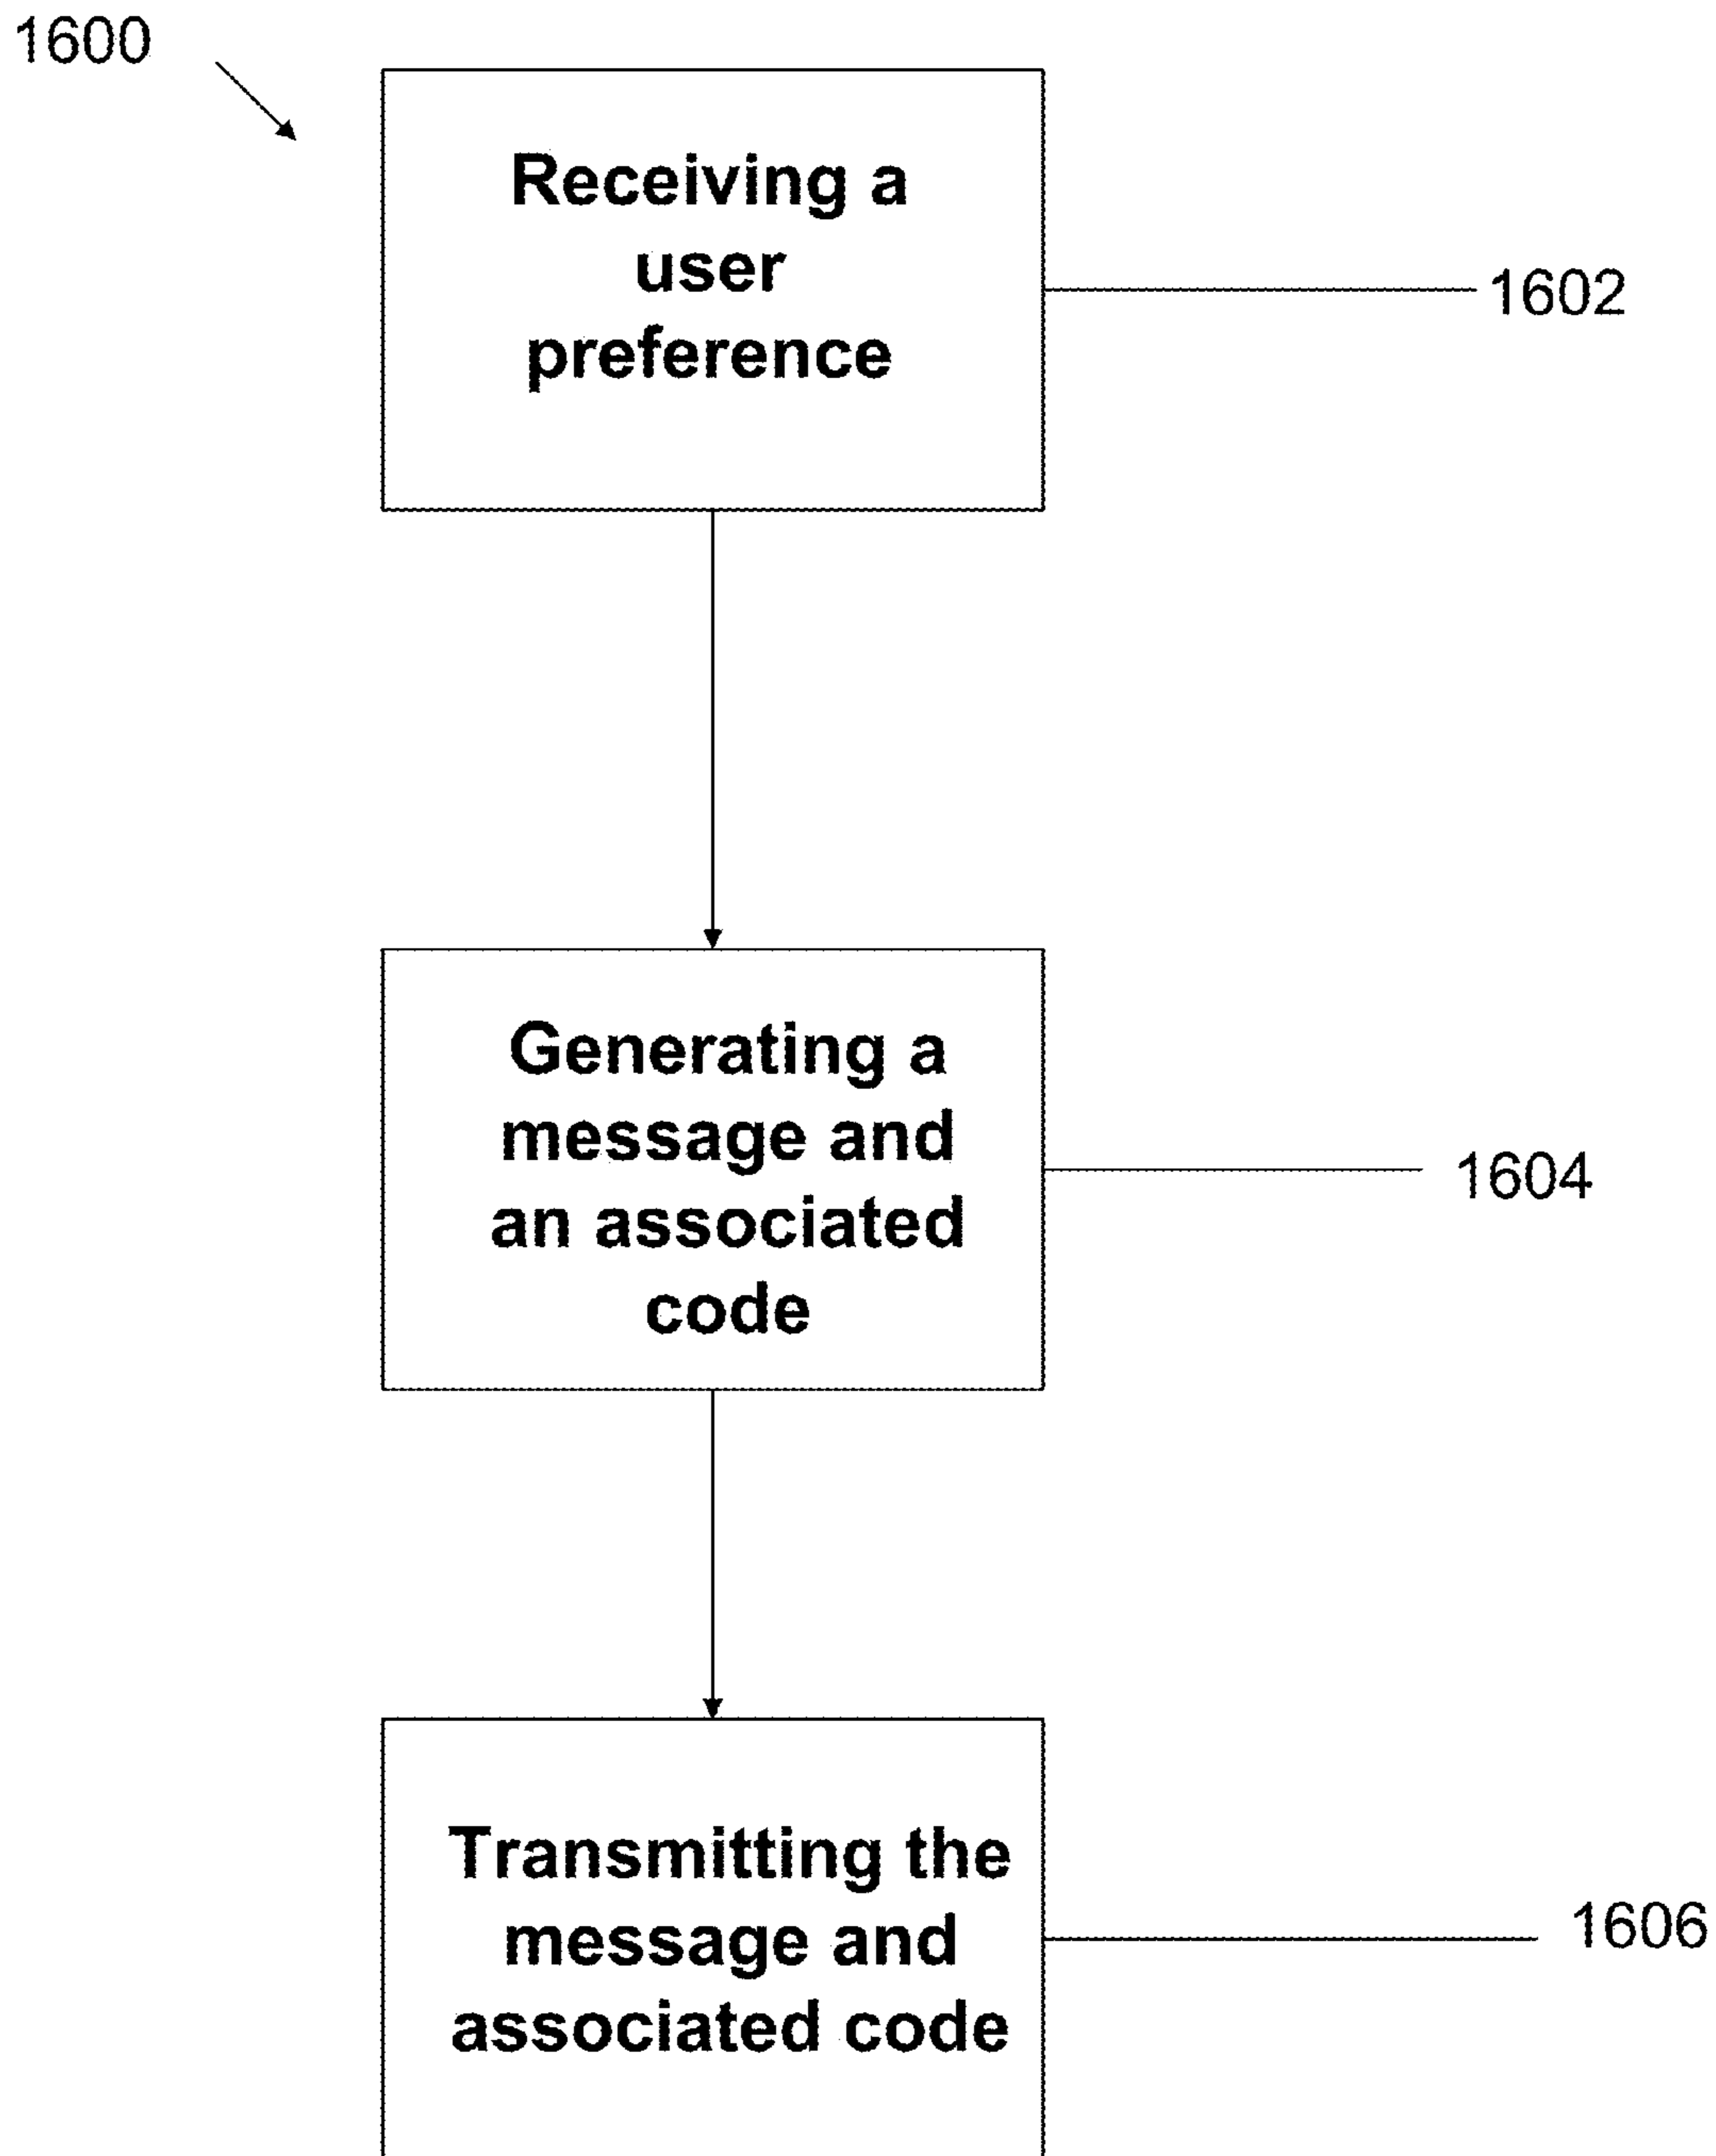 1600
Receiving a
user
preference
1602
Generating a
message and
an associated
code
1604
Transmitting the
message and
associated code
1606